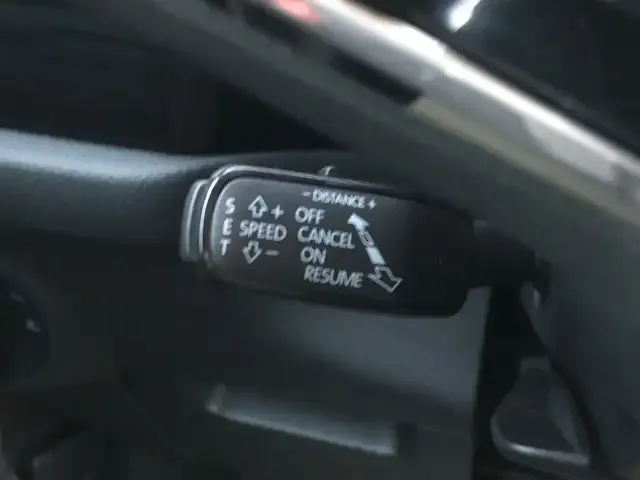 - DISTANCE +
S + OFF
E SPEED CANCEL
T - ON
RESUME